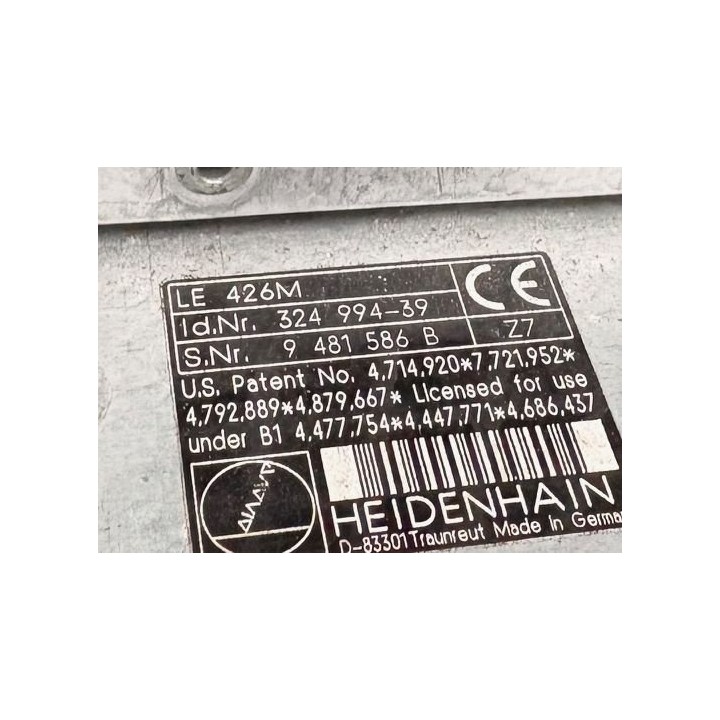 LE 426M
CE
Id.Nr. 324 994-39
S.Nr. 9 481 586 B
Z7
U.S. Patent No. 4,714,920*7,721,952*
4,792,889*4,879,667* Licensed for use
under B1 4,477,754*4,447,771*4,686,437
HEIDENHAIN
D-83301 Traunreut Made in German